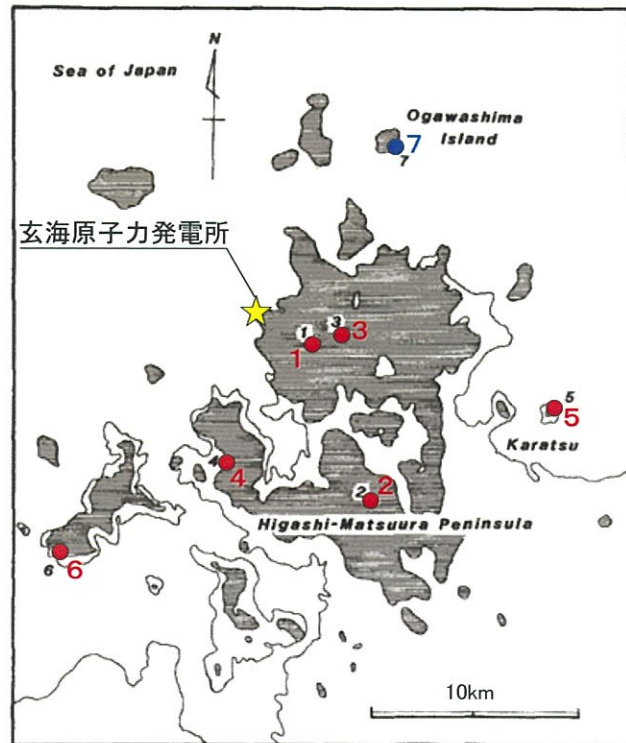 N
Sea of Japan
Ogawashima
Island
7
7
玄海原子力発電所
1
3
1
3
5
5
Karatsu
4
4
2
2
Higashi-Matsuura Peninsula
6
6
10km